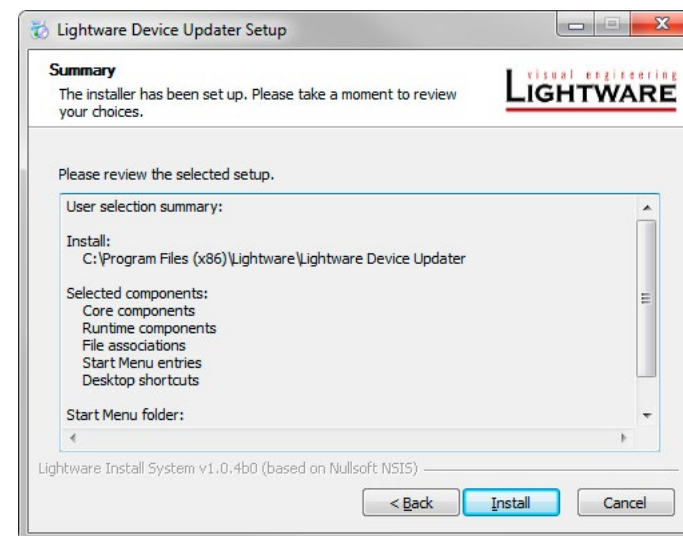 Lightware Device Updater Setup
Summary
The installer has been set up. Please take a moment to review
your choices.
visual engineering
LIGHTWARE
Please review the selected setup.
User selection summary:
Install:
C:\Program Files (x86)\Lightware\Lightware Device Updater
Selected components:
Core components
Runtime components
File associations
Start Menu entries
Desktop shortcuts
Start Menu folder:
Lightware Install System v1.0.4b0 (based on Nullsoft NSIS)
< Back
Install
Cancel